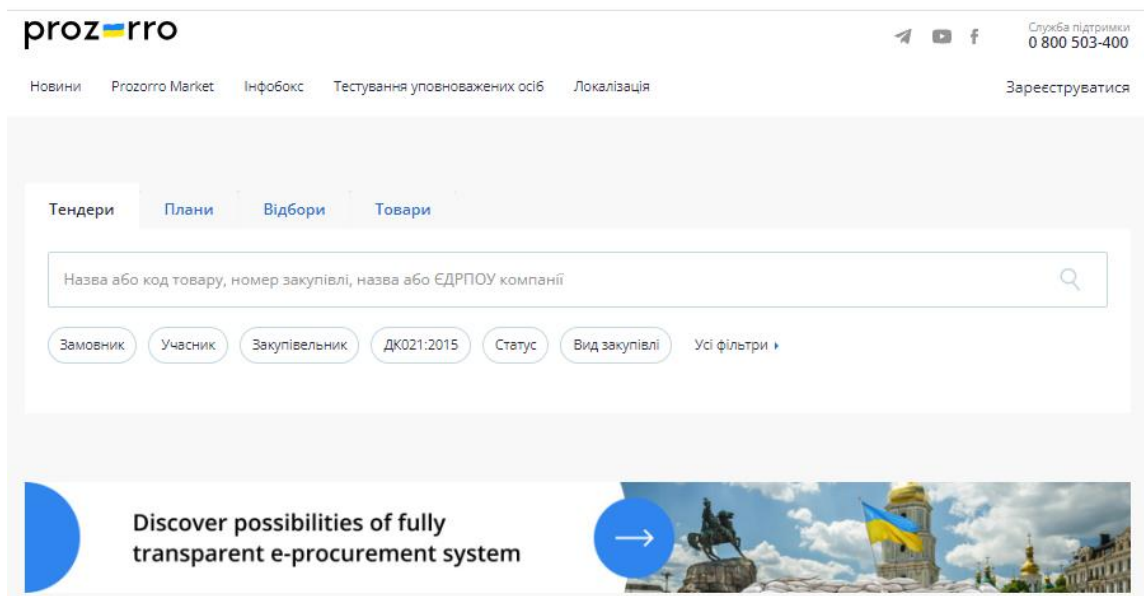 prozorro
Служба підтримки
0 800 503-400
Новини Prozorro Market Інфобокс Тестування уповноважених осіб Локалізація Зареєструватися
Тендери Плани Відбори Товари
Назва або код товару, номер закупівлі, назва або ЄДРПОУ компанії
Замовник Учасник Закупівельник ДК021:2015 Статус Вид закупівлі Усі фільтри
Discover possibilities of fully
transparent e-procurement system